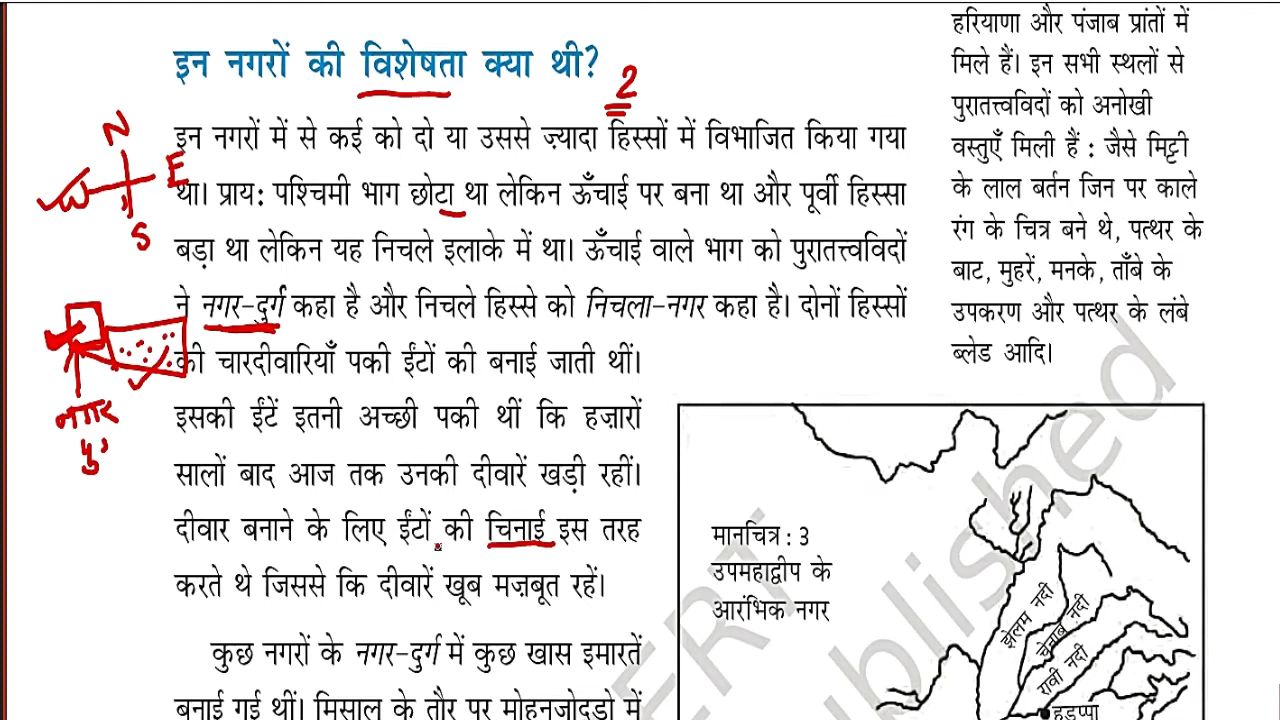 इन नगरों की विशेषता क्या थी?
2
इन नगरों में से कई को दो या उससे ज़्यादा हिस्सों में विभाजित किया गया
था। प्राय: पश्चिमी भाग छोटा था लेकिन ऊँचाई पर बना था और पूर्वी हिस्सा
बड़ा था लेकिन यह निचले इलाके में था। ऊँचाई वाले भाग को पुरातत्त्वविदों
ने नगर-दुर्ग कहा है और निचले हिस्से को निचला-नगर कहा है। दोनों हिस्सों
की चारदीवारियाँ पकी ईंटों की बनाई जाती थीं।
इसकी ईंटें इतनी अच्छी पकी थीं कि हज़ारों
सालों बाद आज तक उनकी दीवारें खड़ी रहीं।
दीवार बनाने के लिए ईंटों की चिनाई इस तरह
करते थे जिससे कि दीवारें खूब मज़बूत रहें।
कुछ नगरों के नगर-दुर्ग में कुछ खास इमारतें
बनाई गई थीं। मिसाल के तौर पर मोहनजोदड़ो में
N
E
W
S
नगर
दु
हरियाणा और पंजाब प्रांतों में
मिले हैं। इन सभी स्थलों से
पुरातत्त्वविदों को अनोखी
वस्तुएँ मिली हैं : जैसे मिट्टी
के लाल बर्तन जिन पर काले
रंग के चित्र बने थे, पत्थर के
बाट, मुहरें, मनके, ताँबे के
उपकरण और पत्थर के लंबे
ब्लेड आदि।
मानचित्र : 3
उपमहाद्वीप के
आरंभिक नगर
झेलम नदी
चेनाब नदी
रावी नदी
हड़प्पा
ERT
ublished